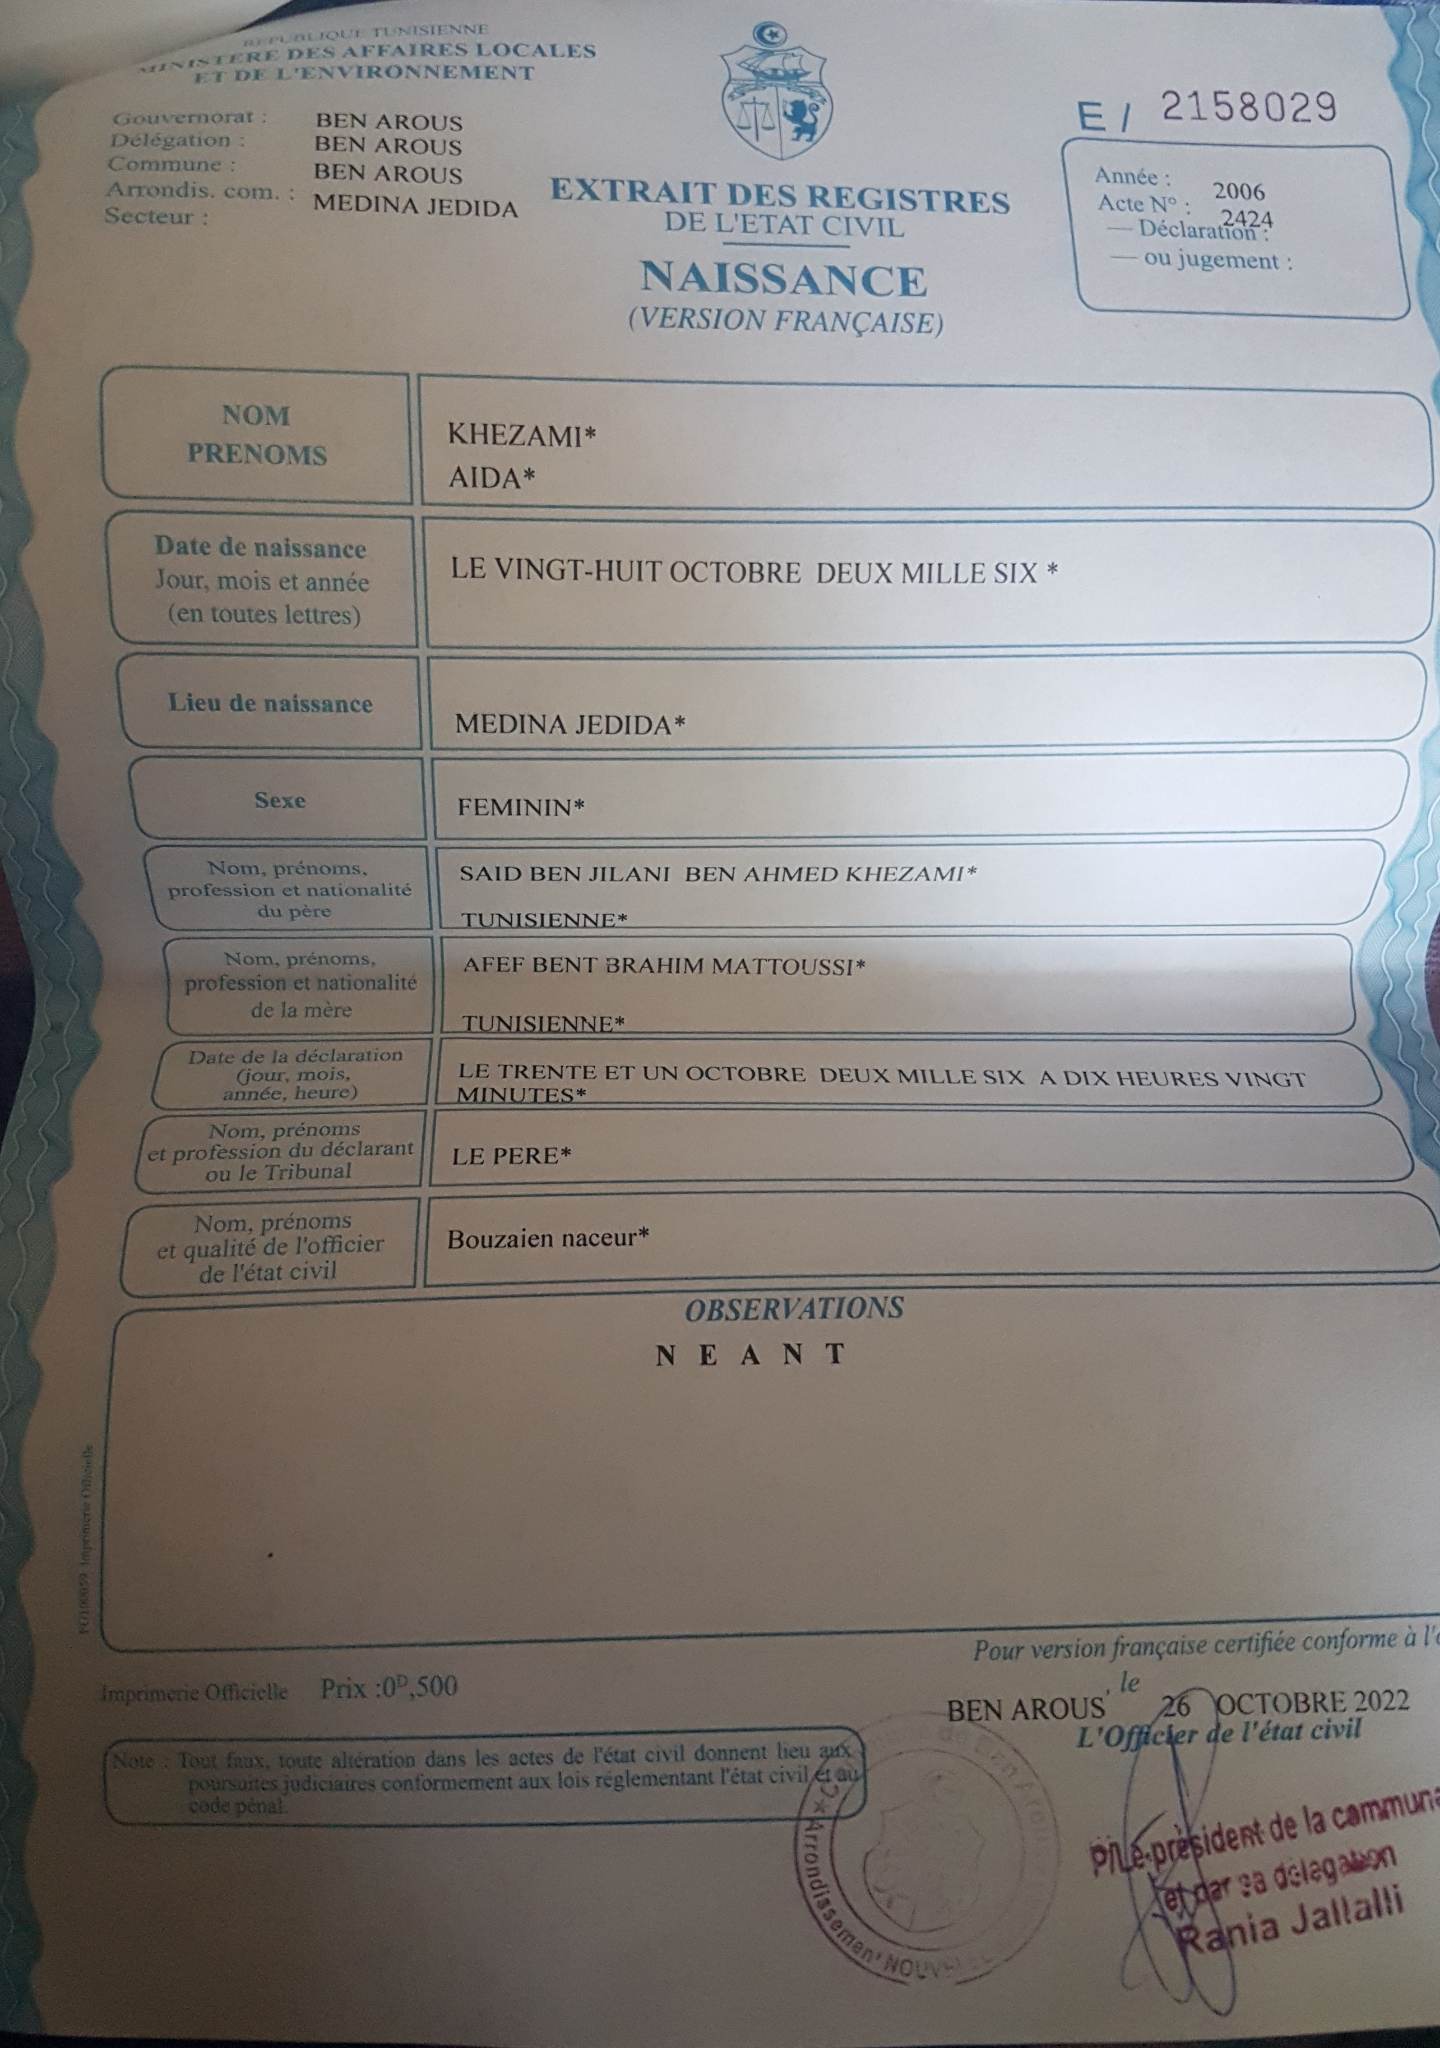 REPUBLIQUE TUNISIENNE
MINISTERE DES AFFAIRES LOCALES
ET DE L'ENVIRONNEMENT
Gouvernorat : BEN AROUS
Délégation : BEN AROUS
Commune : BEN AROUS
Arrondis. com. : MEDINA JEDIDA
Secteur :
E / 2158029
Année : 2006
Acte N° : 2424
— Déclaration :
— ou jugement :
EXTRAIT DES REGISTRES
DE L'ETAT CIVIL
NAISSANCE
(VERSION FRANÇAISE)
NOM
PRENOMS
KHEZAMI*
AIDA*
Date de naissance
Jour, mois et année
(en toutes lettres)
LE VINGT-HUIT OCTOBRE DEUX MILLE SIX *
Lieu de naissance
MEDINA JEDIDA*
Sexe
FEMININ*
Nom, prénoms,
profession et nationalité
du père
SAID BEN JILANI BEN AHMED KHEZAMI*
TUNISIENNE*
Nom, prénoms,
profession et nationalité
de la mère
AFEF BENT BRAHIM MATTOUSSI*
TUNISIENNE*
Date de la déclaration
(jour, mois,
année, heure)
LE TRENTE ET UN OCTOBRE DEUX MILLE SIX A DIX HEURES VINGT
MINUTES*
Nom, prénoms
et profession du déclarant
ou le Tribunal
LE PERE*
Nom, prénoms
et qualité de l'officier
de l'état civil
Bouzaien naceur*
OBSERVATIONS
N E A N T
Imprimerie Officielle
Pour version française certifiée conforme à
Imprimerie Officielle Prix :0ᴰ,500
BEN AROUS, le 26 OCTOBRE 2022
L'Officier de l'état civil
Note : Tout faux, toute altération dans les actes de l'état civil donnent lieu aux
poursuites judiciaires conformement aux lois réglementant l'état civil et au
code pénal.
P/Le président de la
et par sa délégation
Rania Jallalli
Arrondissement